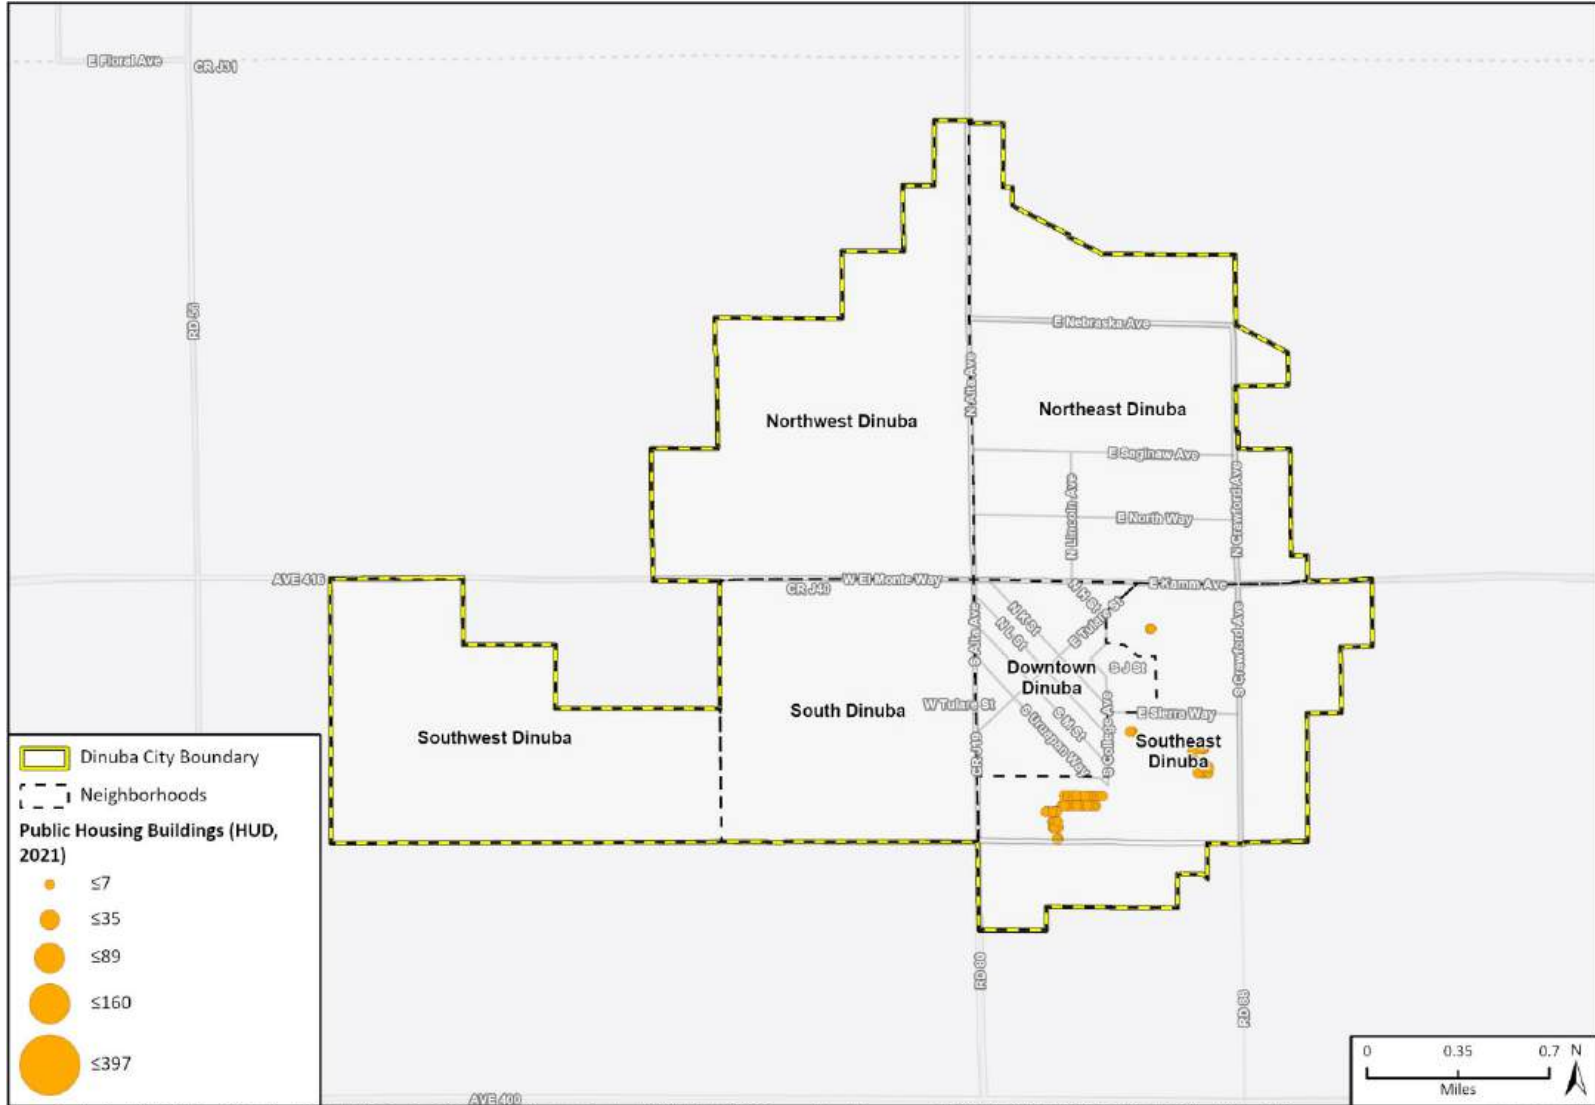 E Floral Ave
CR J31
RD 56
E Nebraska Ave
N Alta Ave
Northwest Dinuba
Northeast Dinuba
E Saginaw Ave
N Lincoln Ave
E North Way
N Crawford Ave
AVE 416
W El Monte Way
CR J40
E Kamm Ave
N N St
N K St
E Tulare St
N L St
S Alta Ave
S Crawford Ave
Downtown
Dinuba
S J St
W Tulare St
South Dinuba
S M St
S Uruapan Way
S College Ave
E Sierra Way
Southwest Dinuba
CR J19
Southeast
Dinuba
RD 80
RD 88
AVE 400
Dinuba City Boundary
Neighborhoods
Public Housing Buildings (HUD,
2021)
≤7
≤35
≤89
≤160
≤397
0 0.35 0.7 N
Miles